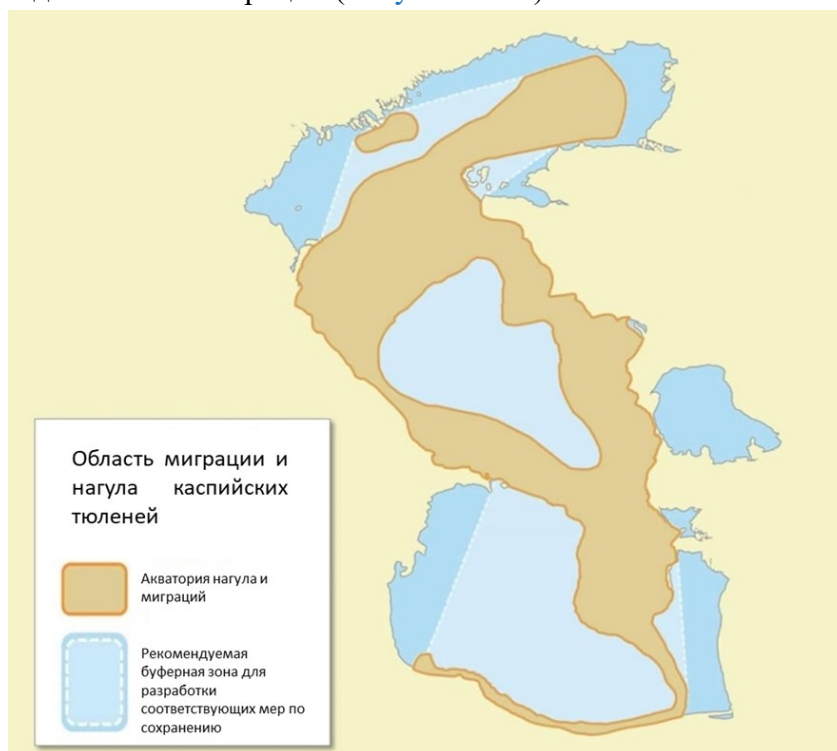 Область миграции и
нагула каспийских
тюленей
Акватория нагула и
миграций
Рекомендуемая
буферная зона для
разработки
соответствующих мер по
сохранению